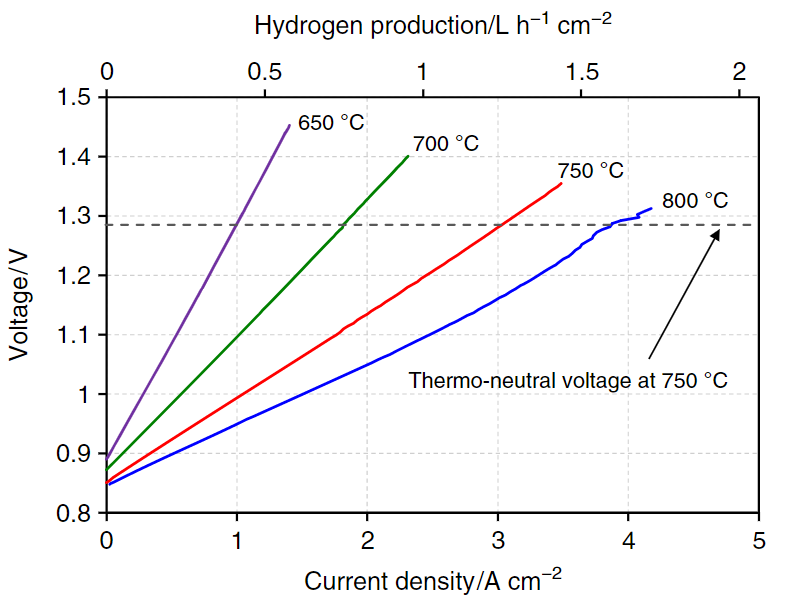 Hydrogen production/L h⁻¹ cm⁻²
0 0.5 1 1.5 2
1.5
650 °C
700 °C
1.4
750 °C
800 °C
1.3
1.2
1.1
Thermo-neutral voltage at 750 °C
1
0.9
0.8
Voltage/V
0 1 2 3 4 5
Current density/A cm⁻²